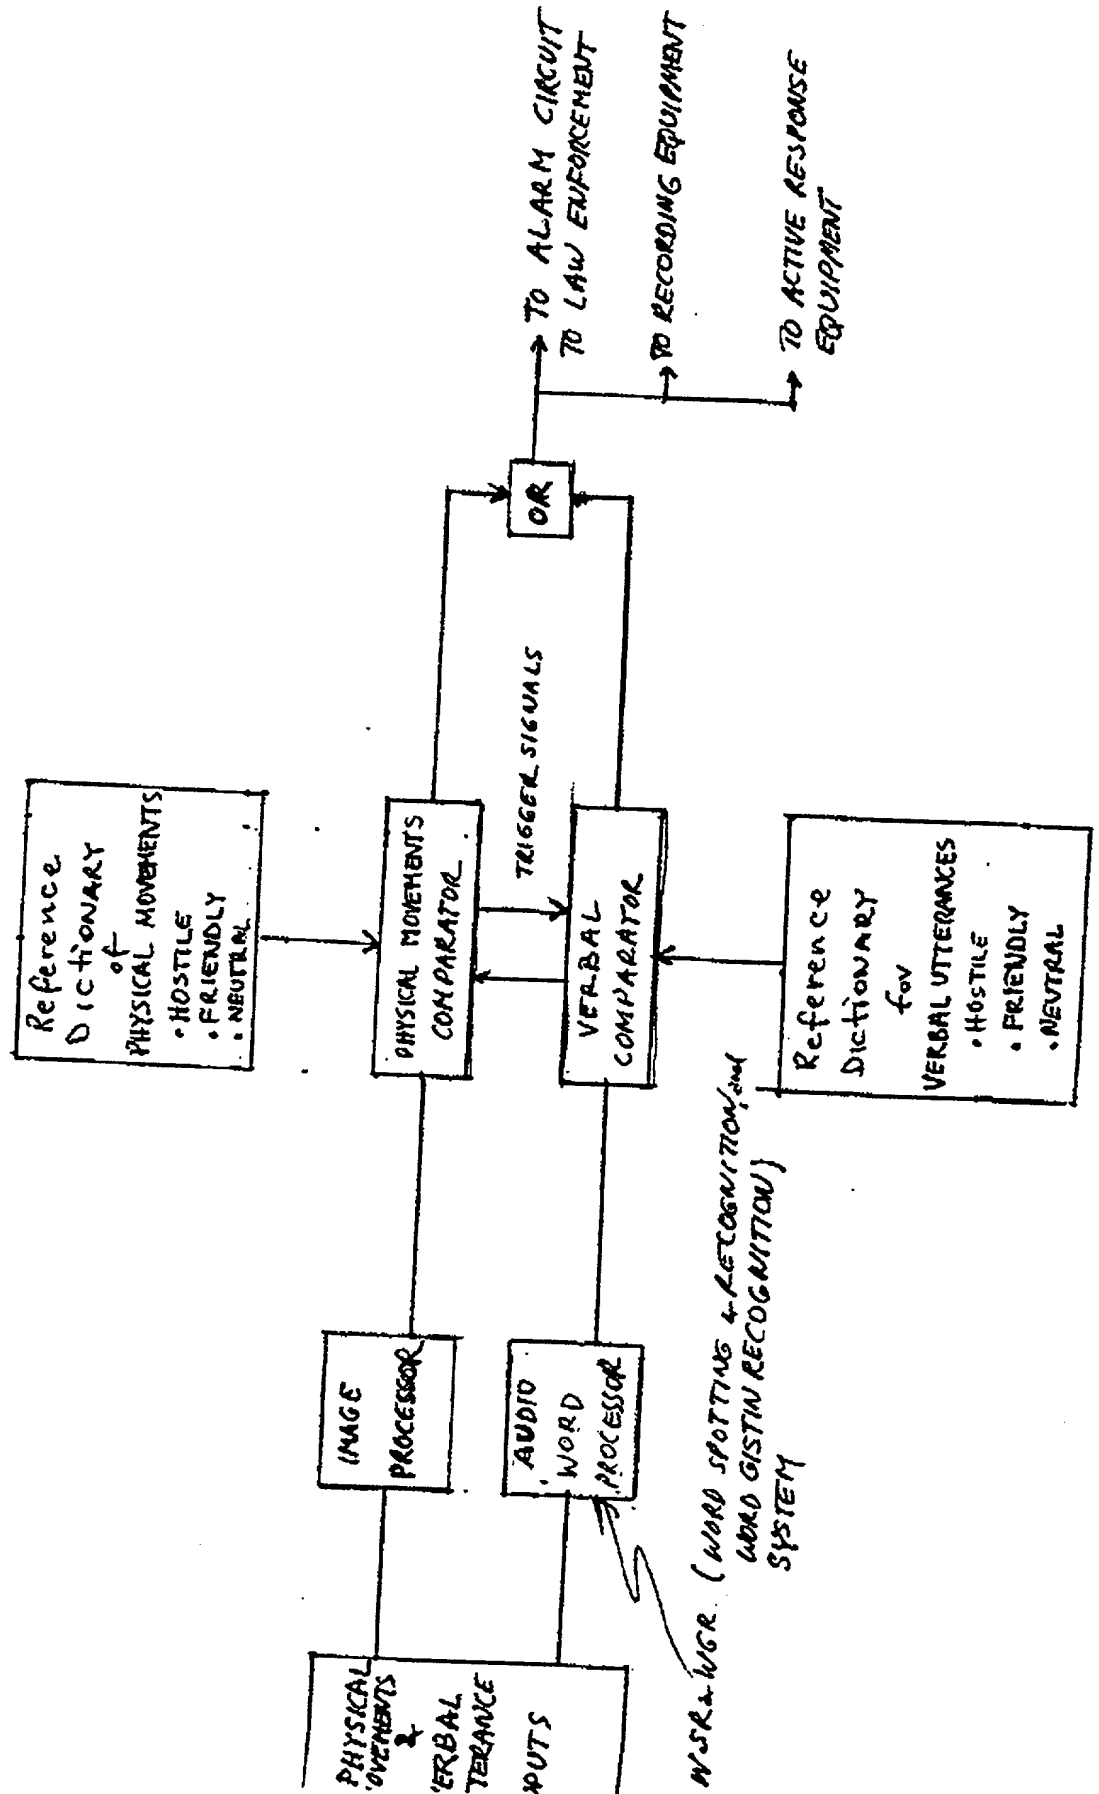 PHYSICAL
OVEMENTS
&
ERBAL
TERANCE
PUTS
IMAGE
PROCESSOR
AUDIO
WORD
PROCESSOR
WSR & WGR (WORD SPOTTING & RECOGNITION, and
WORD GISTIN RECOGNITION)
SYSTEM
Reference
Dictionary
of
PHYSICAL MOVEMENTS
• HOSTILE
• FRIENDLY
• NEUTRAL
PHYSICAL MOVEMENTS
COMPARATOR
TRIGGER SIGNALS
VERBAL
COMPARATOR
Reference
Dictionary
for
VERBAL UTTERANCES
• HOSTILE
• FRIENDLY
• NEUTRAL
OR
TO ALARM CIRCUIT
TO LAW ENFORCEMENT
TO RECORDING EQUIPMENT
TO ACTIVE RESPONSE
EQUIPMENT